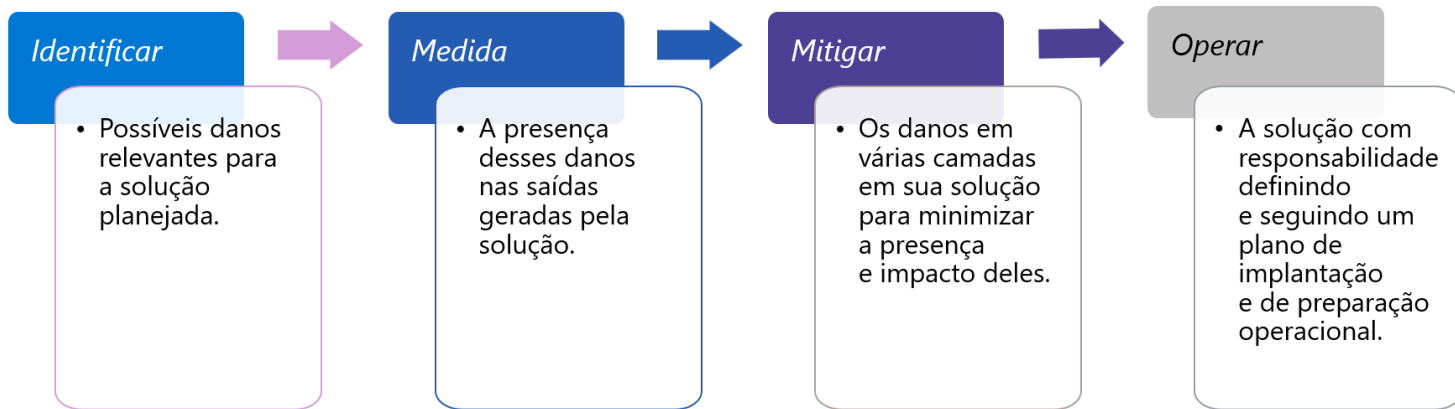 Identificar
• Possíveis danos
relevantes para
a solução
planejada.
Medida
• A presença
desses danos
nas saídas
geradas pela
solução.
Mitigar
• Os danos em
várias camadas
em sua solução
para minimizar
a presença
e impacto deles.
Operar
• A solução com
responsabilidade
definindo
e seguindo um
plano de
implantação
e de preparação
operacional.